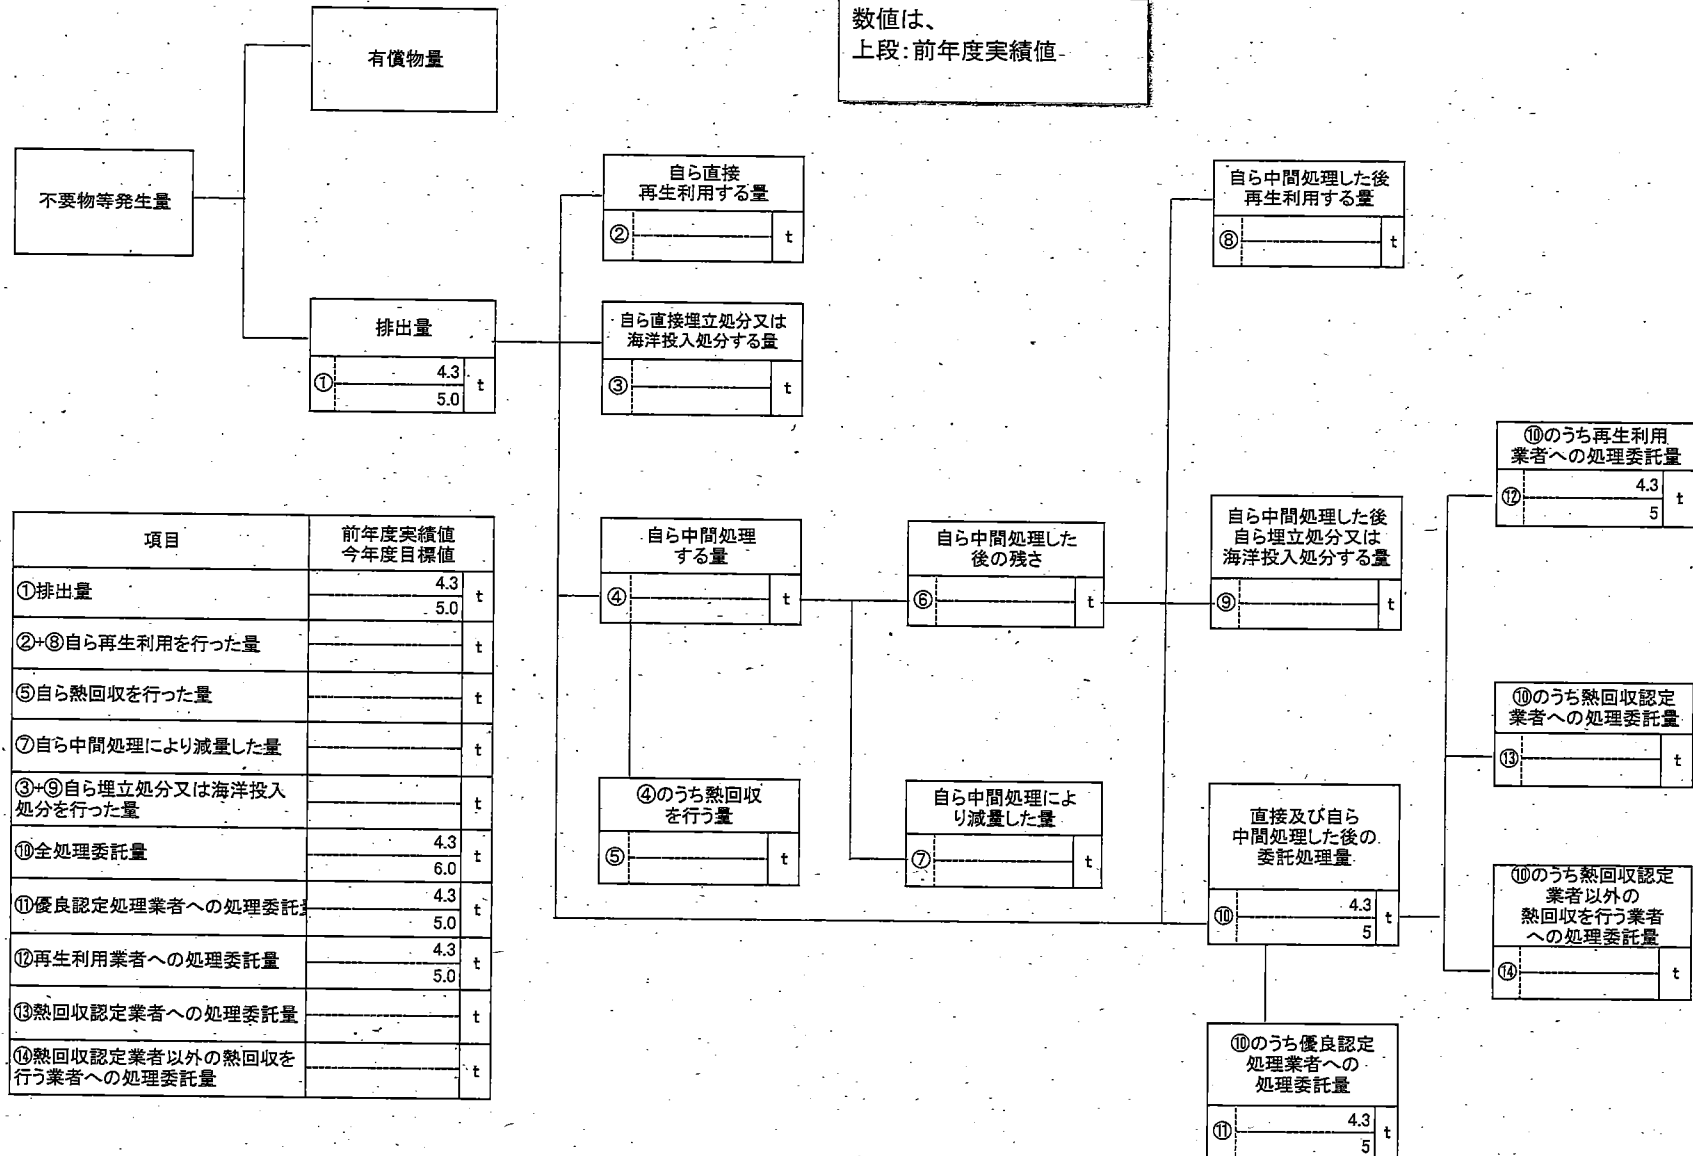 数値は、
上段:前年度実績値
有償物量
不要物等発生量
排出量
① 4.3 t
5.0
自ら直接
再生利用する量
② t
自ら直接埋立処分又は
海洋投入処分する量
③ t
自ら中間処理
する量
④ t
④のうち熱回収
を行う量
⑤ t
自ら中間処理した
後の残さ
⑥ t
自ら中間処理によ
り減量した量
⑦ t
自ら中間処理した後
再生利用する量
⑧ t
自ら中間処理した後
自ら埋立処分又は
海洋投入処分する量
⑨ t
直接及び自ら
中間処理した後の
委託処理量
⑩ 4.3 t
5
⑩のうち優良認定
処理業者への
処理委託量
⑪ 4.3 t
5
⑩のうち再生利用
業者への処理委託量
⑫ 4.3 t
5
⑩のうち熱回収認定
業者への処理委託量
⑬ t
⑩のうち熱回収認定
業者以外の
熱回収を行う業者
への処理委託量
⑭ t
項目 前年度実績値
今年度目標値
①排出量 4.3 t
5.0
②+⑧自ら再生利用を行った量 t
⑤自ら熱回収を行った量 t
⑦自ら中間処理により減量した量 t
③+⑨自ら埋立処分又は海洋投入
処分を行った量 t
⑩全処理委託量 4.3 t
6.0
⑪優良認定処理業者への処理委託 4.3 t
5.0
⑫再生利用業者への処理委託量 4.3 t
5.0
⑬熱回収認定業者への処理委託量 t
⑭熱回収認定業者以外の熱回収を
行う業者への処理委託量 t